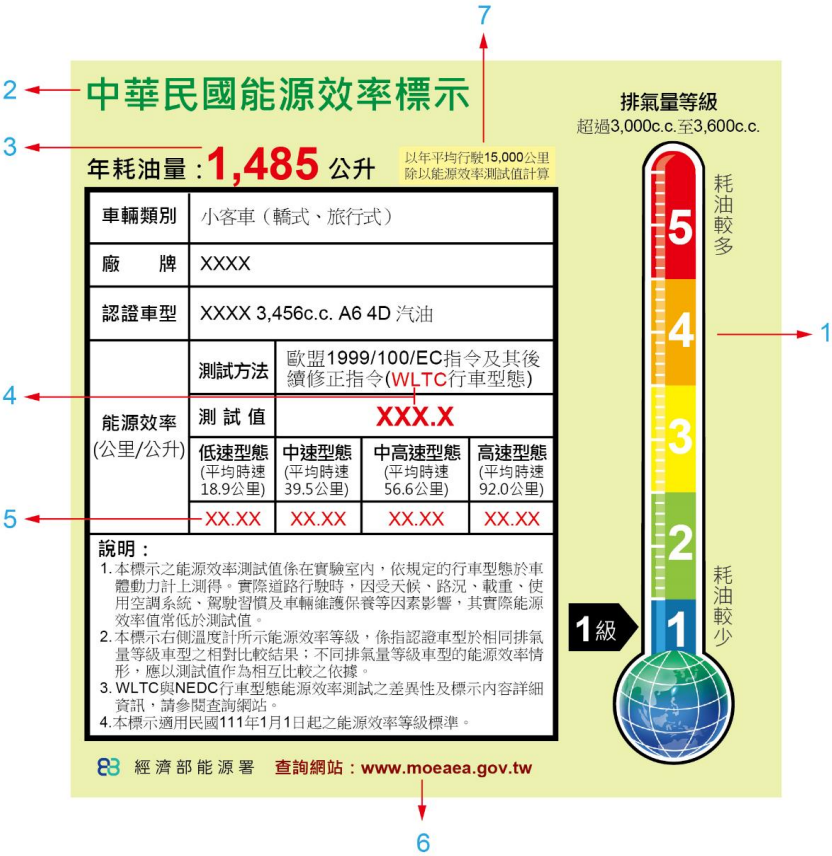 7
2
中華民國能源效率標示
排氣量等級
超過3,000c.c.至3,600c.c.
3
年耗油量：1,485 公升
以年平均行駛15,000公里
除以能源效率測試值計算
車輛類別
小客車（轎式、旅行式）
廠 牌
XXXX
認證車型
XXXX 3,456c.c. A6 4D 汽油
能源效率
(公里/公升)
測試方法
歐盟1999/100/EC指令及其後
續修正指令(WLTC行車型態)
4
測 試 值
XXX.X
低速型態
(平均時速
18.9公里)
中速型態
(平均時速
39.5公里)
中高速型態
(平均時速
56.6公里)
高速型態
(平均時速
92.0公里)
5
XX.XX
XX.XX
XX.XX
XX.XX
說明：
1.本標示之能源效率測試值係在實驗室內，依規定的行車型態於車
體動力計上測得。實際道路行駛時，因受天候、路況、載重、使
用空調系統、駕駛習慣及車輛維護保養等因素影響，其實際能源
效率值常低於測試值。
2.本標示右側溫度計所示能源效率等級，係指認證車型於相同排氣
量等級車型之相對比較結果；不同排氣量等級車型的能源效率情
形，應以測試值作為相互比較之依據。
3.WLTC與NEDC行車型態能源效率測試之差異性及標示內容詳細
資訊，請參閱查詢網站。
4.本標示適用民國111年1月1日起之能源效率等級標準。
5
耗油較多
4
1
3
2
耗油較少
1級
1
經濟部能源署 查詢網站：www.moeaea.gov.tw
6